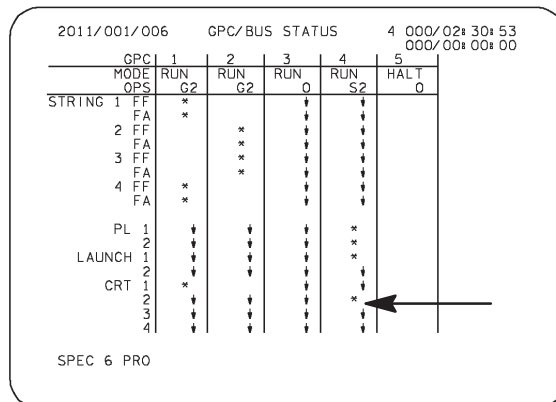 2011/001/006 GPC/BUS STATUS 4 000/02:30:53
000/00:00:00
GPC 1 2 3 4 5
MODE RUN RUN RUN RUN HALT
OPS G2 G2 0 S2 0
STRING 1 FF * ↓ ↓
FA * ↓ ↓
2 FF * ↓ ↓
FA * ↓ ↓
3 FF * ↓ ↓
FA * ↓ ↓
4 FF * ↓ ↓
FA * ↓ ↓
PL 1 ↓ ↓ ↓ *
2 ↓ ↓ ↓ *
LAUNCH 1 ↓ ↓ ↓ *
2 ↓ ↓ ↓ ↓
CRT 1 * ↓ ↓
2 ↓ ↓ ↓ *
3 ↓ ↓ ↓ ↓
4 ↓ ↓ ↓ ↓
SPEC 6 PRO